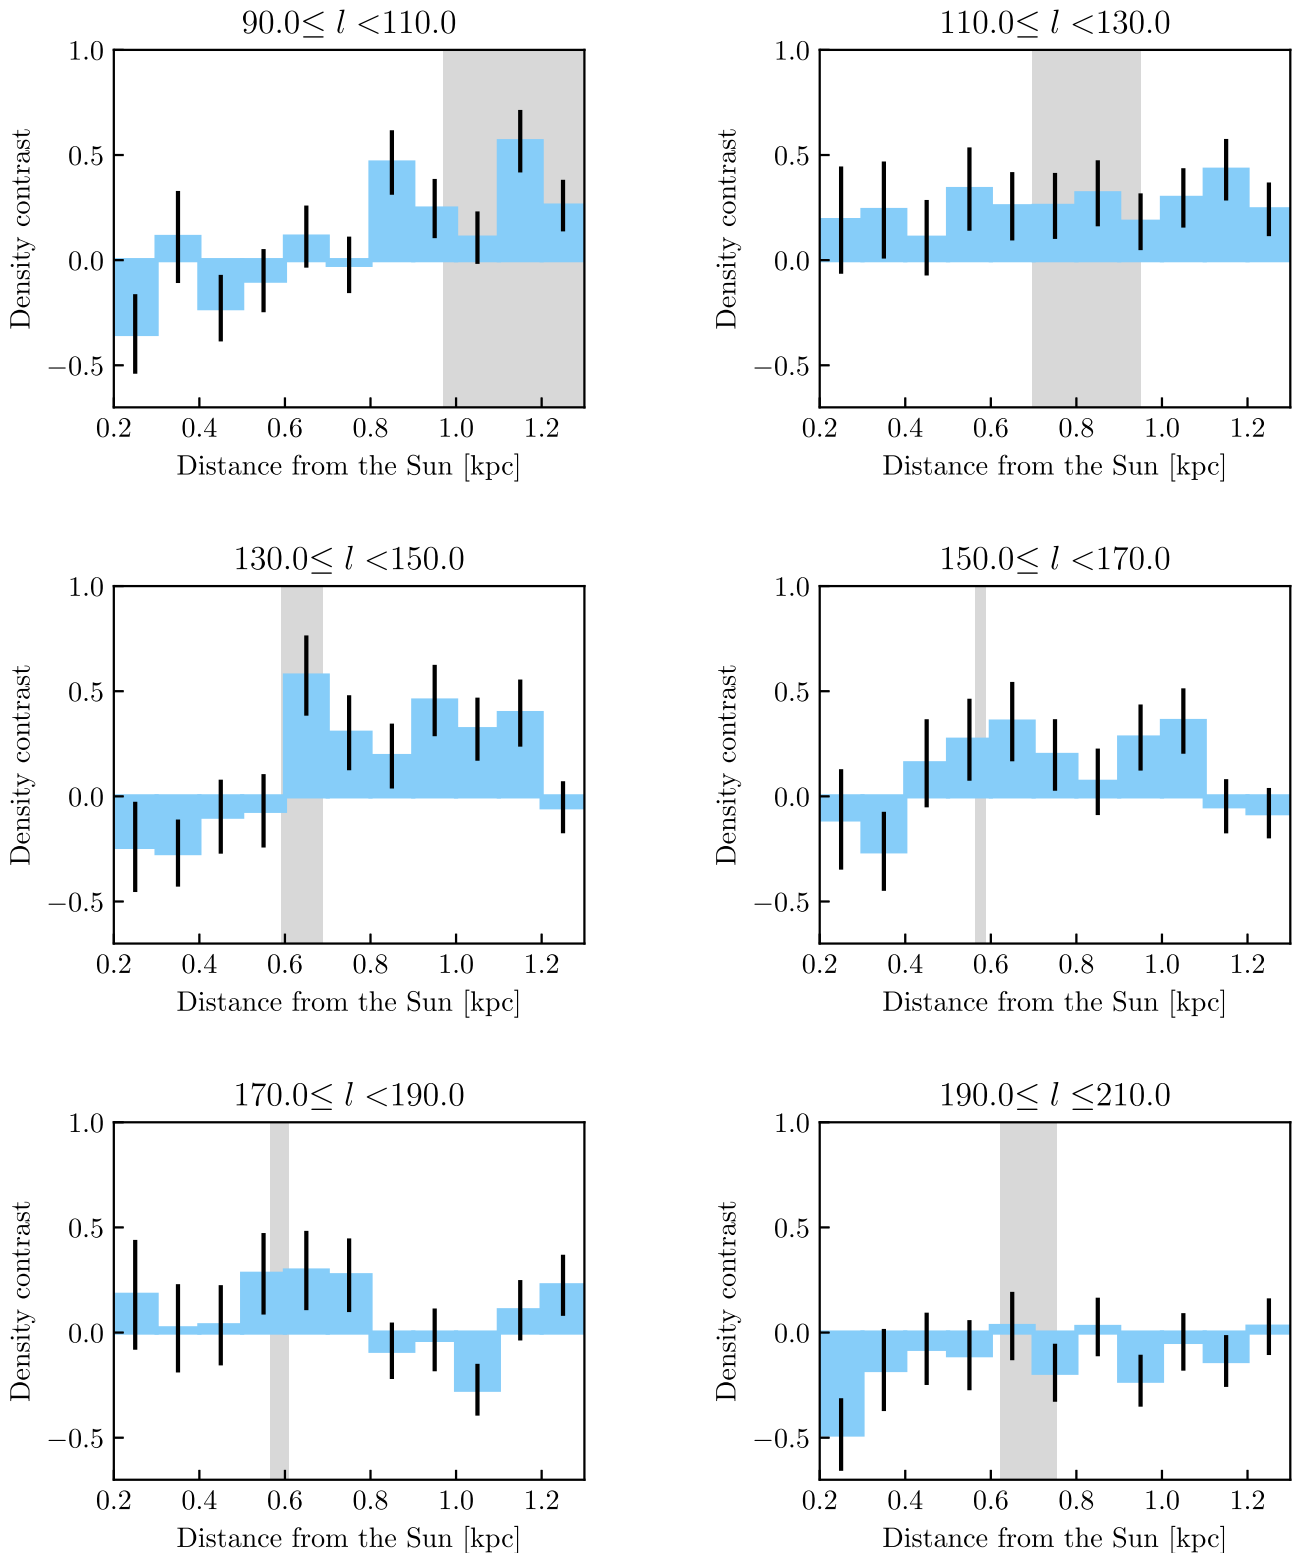 90.0≤ l <110.0
1.0
0.5
0.0
−0.5
Density contrast
0.2 0.4 0.6 0.8 1.0 1.2
Distance from the Sun [kpc]
110.0≤ l <130.0
1.0
0.5
0.0
−0.5
Density contrast
0.2 0.4 0.6 0.8 1.0 1.2
Distance from the Sun [kpc]
130.0≤ l <150.0
1.0
0.5
0.0
−0.5
Density contrast
0.2 0.4 0.6 0.8 1.0 1.2
Distance from the Sun [kpc]
150.0≤ l <170.0
1.0
0.5
0.0
−0.5
Density contrast
0.2 0.4 0.6 0.8 1.0 1.2
Distance from the Sun [kpc]
170.0≤ l <190.0
1.0
0.5
0.0
−0.5
Density contrast
0.2 0.4 0.6 0.8 1.0 1.2
Distance from the Sun [kpc]
190.0≤ l ≤210.0
1.0
0.5
0.0
−0.5
Density contrast
0.2 0.4 0.6 0.8 1.0 1.2
Distance from the Sun [kpc]